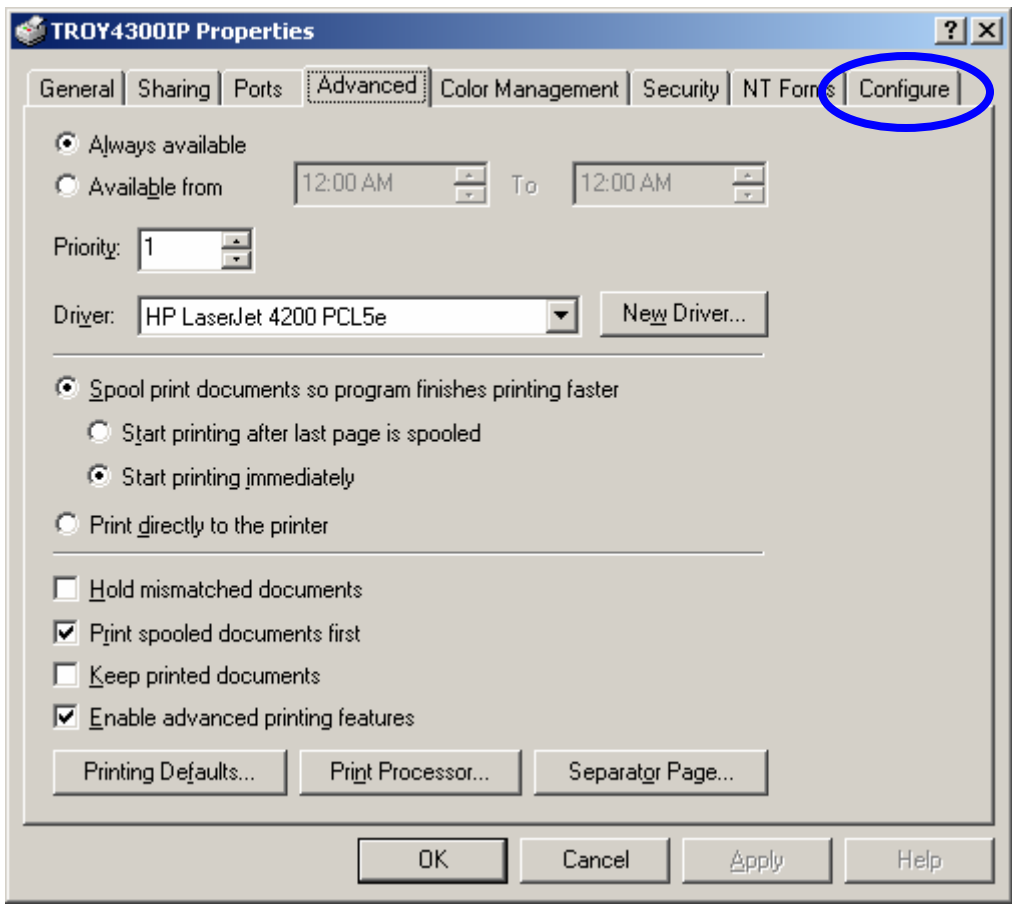 TROY4300IP Properties
General Sharing Ports Advanced Color Management Security NT Forms Configure
Always available
Available from 12:00 AM To 12:00 AM
Priority: 1
Driver: HP LaserJet 4200 PCL5e New Driver...
Spool print documents so program finishes printing faster
Start printing after last page is spooled
Start printing immediately
Print directly to the printer
Hold mismatched documents
Print spooled documents first
Keep printed documents
Enable advanced printing features
Printing Defaults... Print Processor... Separator Page...
OK Cancel Apply Help